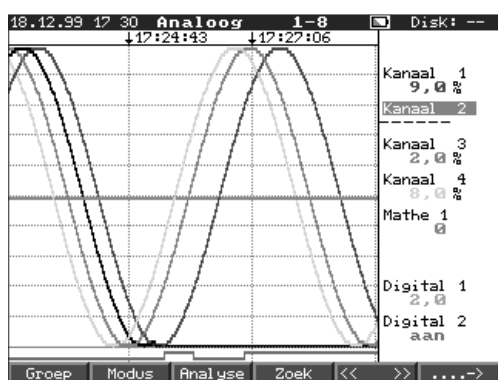 18.12.99 17 30 Analoog 1-8 Disk: --
17:24:43 17:27:06
Kanaal 1
9,0 %
Kanaal 2
------
Kanaal 3
2,0 %
Kanaal 4
8,0 %
Mathe 1
0
Digital 1
2,0
Digital 2
aan
Groep Modus Analyse Zoek << >> ....->